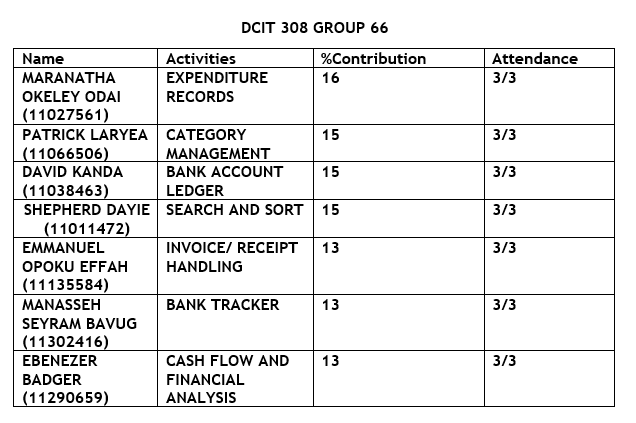 DCIT 308 GROUP 66
Name Activities %Contribution Attendance
MARANATHA EXPENDITURE 16 3/3
OKELEY ODAI RECORDS
(11027561)
PATRICK LARYEA CATEGORY 15 3/3
(11066506) MANAGEMENT
DAVID KANDA BANK ACCOUNT 15 3/3
(11038463) LEDGER
SHEPHERD DAYIE SEARCH AND SORT 15 3/3
(11011472)
EMMANUEL INVOICE/ RECEIPT 13 3/3
OPOKU EFFAH HANDLING
(11135584)
MANASSEH BANK TRACKER 13 3/3
SEYRAM BAVUG
(11302416)
EBENEZER CASH FLOW AND 13 3/3
BADGER FINANCIAL
(11290659) ANALYSIS